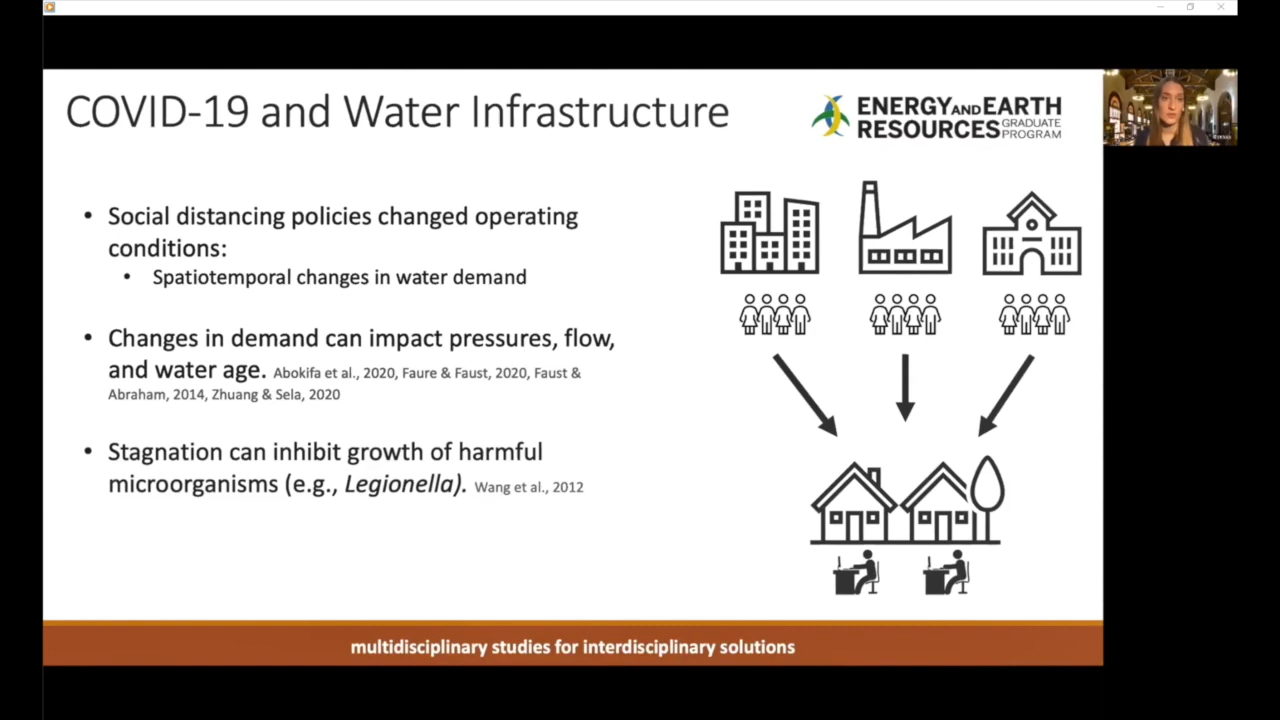 COVID-19 and Water Infrastructure
ENERGY AND EARTH
RESOURCES GRADUATE
PROGRAM
• Social distancing policies changed operating
conditions:
• Spatiotemporal changes in water demand
• Changes in demand can impact pressures, flow,
and water age. Abokifa et al., 2020, Faure & Faust, 2020, Faust &
Abraham, 2014, Zhuang & Sela, 2020
• Stagnation can inhibit growth of harmful
microorganisms (e.g., Legionella). Wang et al., 2012
multidisciplinary studies for interdisciplinary solutions